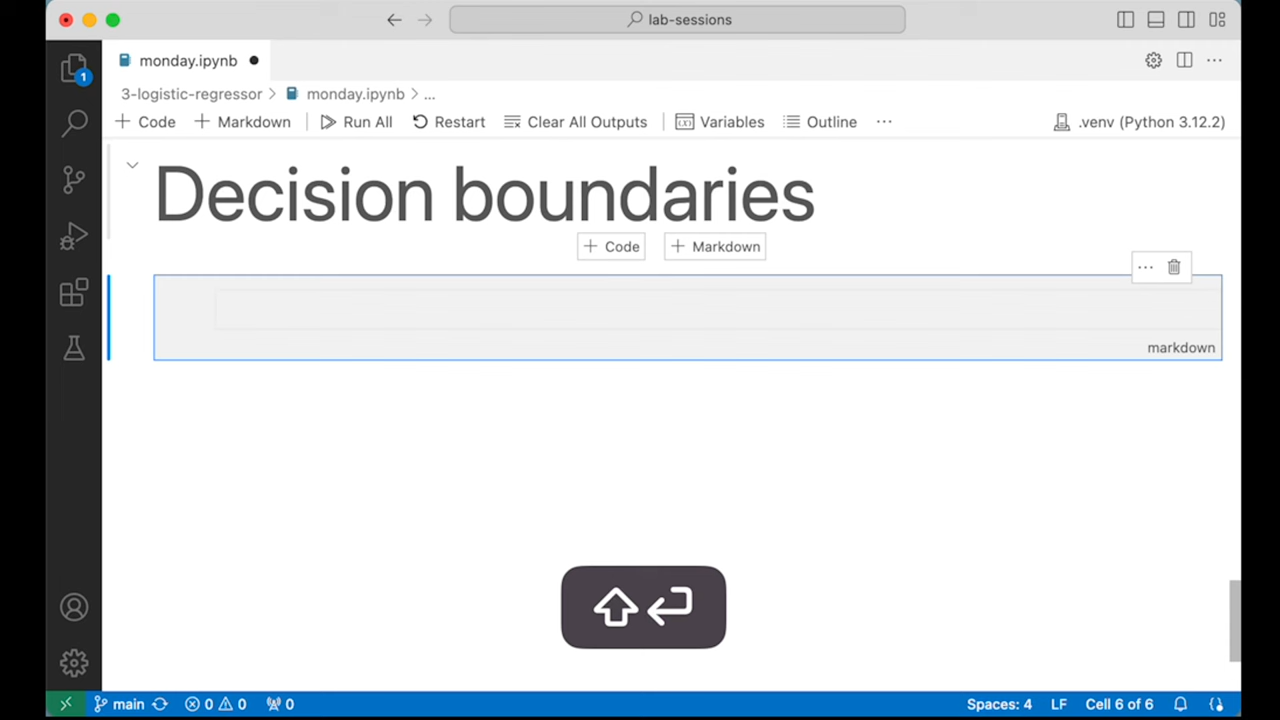 lab-sessions
monday.ipynb
1
3-logistic-regressor > monday.ipynb > ...
+ Code + Markdown Run All Restart Clear All Outputs Variables Outline ... .venv (Python 3.12.2)
Decision boundaries
+ Code + Markdown
markdown
main 0 0 0 Spaces: 4 LF Cell 6 of 6